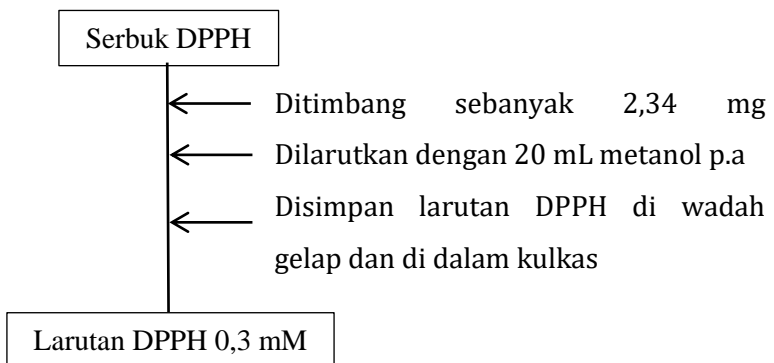 Serbuk DPPH
Ditimbang sebanyak 2,34 mg
Dilarutkan dengan 20 mL metanol p.a
Disimpan larutan DPPH di wadah
gelap dan di dalam kulkas
Larutan DPPH 0,3 mM